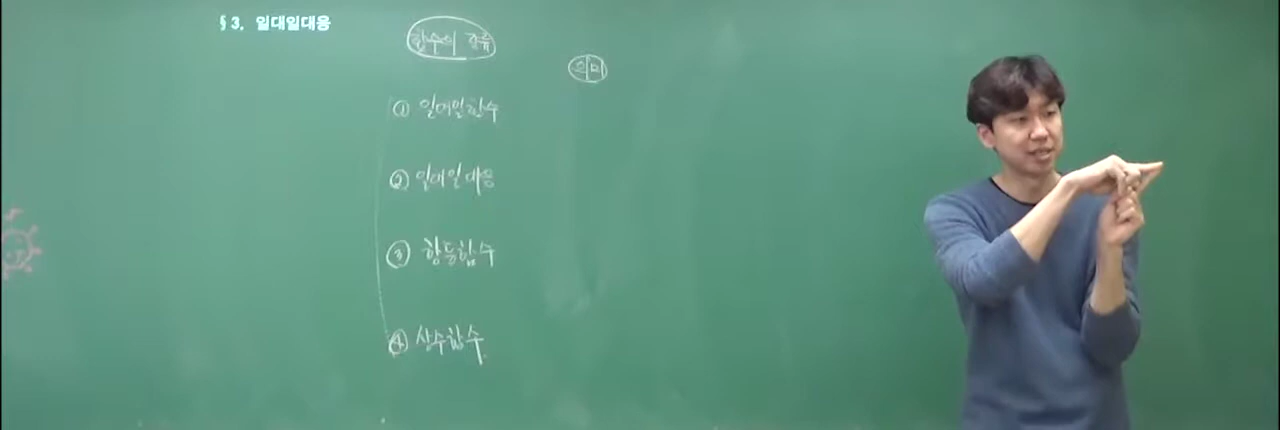 §3. 일대일대응
함수의 종류
의미
① 일대일함수
② 일대일대응
③ 항등함수
④ 상수함수